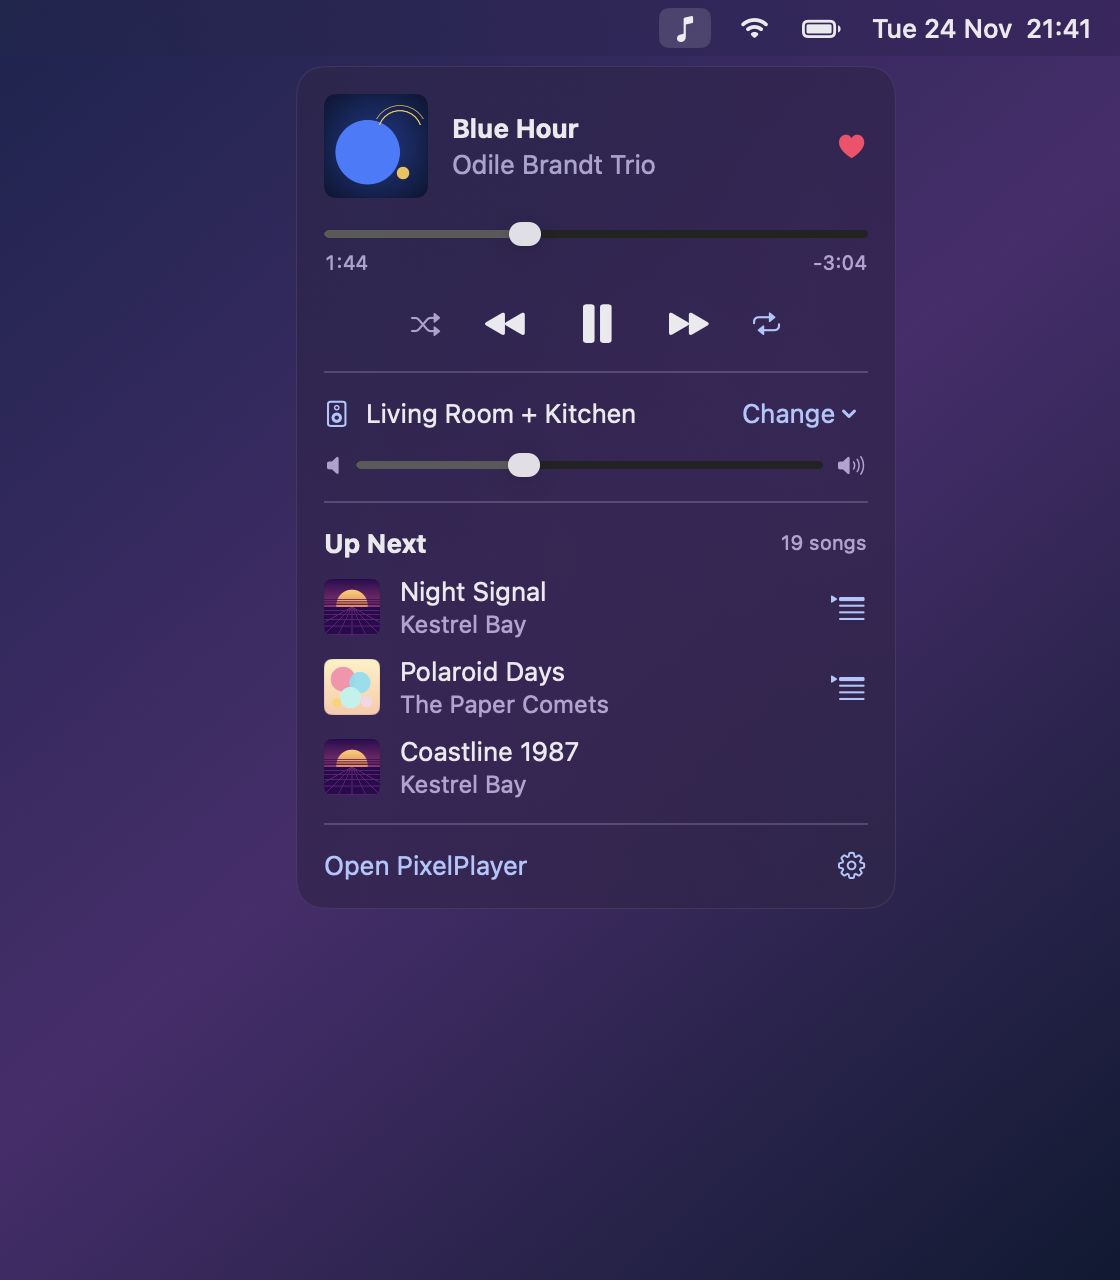 Tue 24 Nov 21:41
Blue Hour
Odile Brandt Trio
1:44
-3:04
Living Room + Kitchen
Change
Up Next
19 songs
Night Signal
Kestrel Bay
Polaroid Days
The Paper Comets
Coastline 1987
Kestrel Bay
Open PixelPlayer